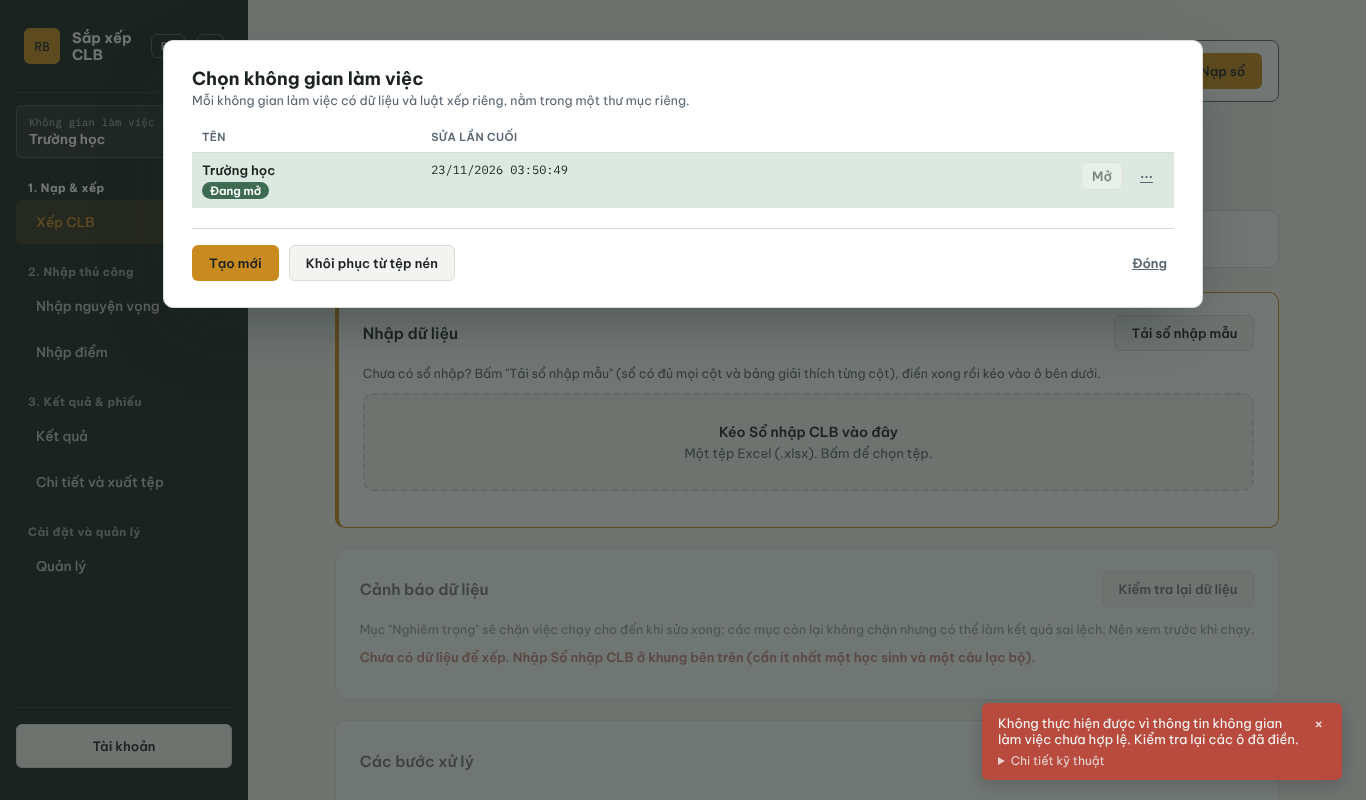 RB
Sắp xếp
CLB
Không gian làm việc
Trường học
1. Nạp & xếp
Xếp CLB
2. Nhập thủ công
Nhập nguyện vọng
Nhập điểm
3. Kết quả & phiếu
Kết quả
Chi tiết và xuất tệp
Cài đặt và quản lý
Quản lý
Tài khoản
Chọn không gian làm việc
Mỗi không gian làm việc có dữ liệu và luật xếp riêng, nằm trong một thư mục riêng.
TÊN SỬA LẦN CUỐI
Trường học 23/11/2026 03:50:49 Mở ...
Đang mở
Tạo mới Khôi phục từ tệp nén Đóng
Nạp sổ
Nhập dữ liệu Tải sổ nhập mẫu
Chưa có sổ nhập? Bấm "Tải sổ nhập mẫu" (sổ có đủ mọi cột và bảng giải thích từng cột), điền xong rồi kéo vào ô bên dưới.
Kéo Sổ nhập CLB vào đây
Một tệp Excel (.xlsx). Bấm để chọn tệp.
Cảnh báo dữ liệu Kiểm tra lại dữ liệu
Mục "Nghiêm trọng" sẽ chặn việc chạy cho đến khi sửa xong; các mục còn lại không chặn nhưng có thể làm kết quả sai lệch. Nên xem trước khi chạy.
Chưa có dữ liệu để xếp. Nhập Sổ nhập CLB ở khung bên trên (cần ít nhất một học sinh và một câu lạc bộ).
Các bước xử lý
Không thực hiện được vì thông tin không gian ×
làm việc chưa hợp lệ. Kiểm tra lại các ô đã điền.
Chi tiết kỹ thuật